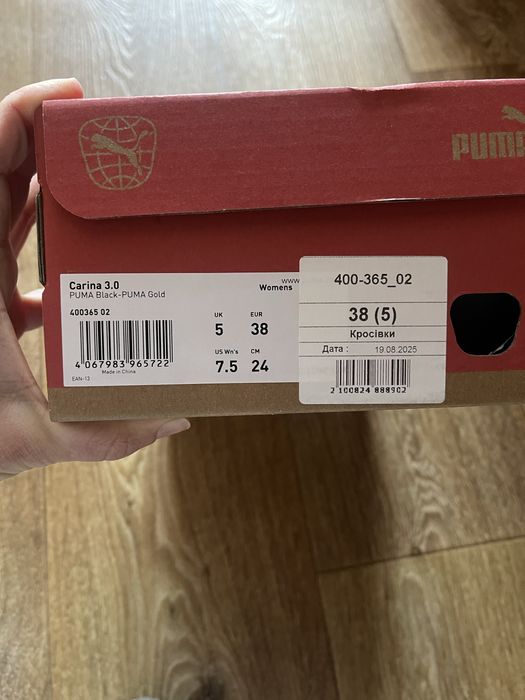 PUMA
Carina 3.0
PUMA Black-PUMA Gold
www
Womens
400365 02
UK
EUR
5
38
US Wn's
CM
7.5
24
4 067983 965722
Made in China
EAN-13
400-365_02
38 (5)
Кросівки
Дата : 19.08.2025
2 100824 888902